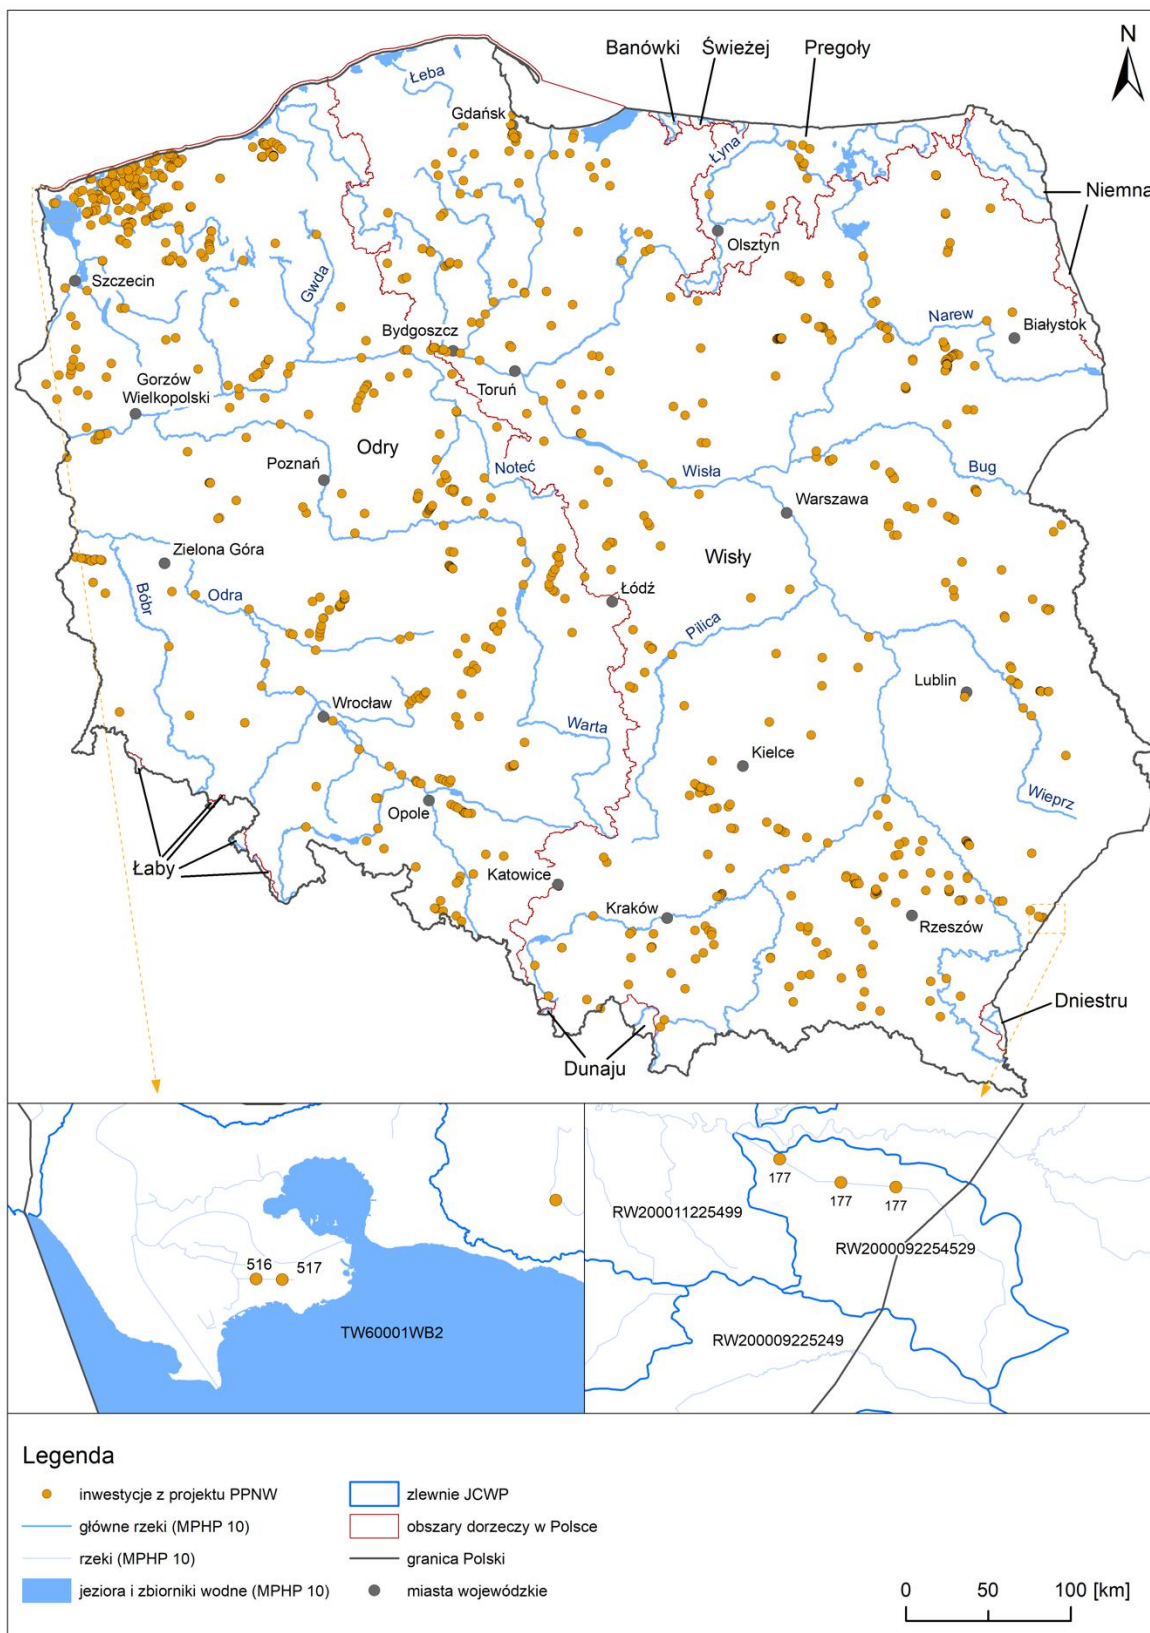 N
Banówki
Świeżej
Pregoły
Łeba
Gdańsk
Łyna
Niemna
Olsztyn
Szczecin
Gwda
Narew
Białystok
Bydgoszcz
Toruń
Gorzów
Wielkopolski
Odry
Poznań
Noteć
Wisła
Bug
Warszawa
Zielona Góra
Wisły
Bóbr
Odra
Łódź
Pilica
Lublin
Wrocław
Warta
Kielce
Opole
Wieprz
Łaby
Katowice
Kraków
Rzeszów
Dniestru
Dunaju
516
517
TW60001WB2
177
177
177
RW200011225499
RW2000092254529
RW200009225249
Legenda
inwestycje z projektu PPNW
główne rzeki (MPHP 10)
rzeki (MPHP 10)
jeziora i zbiorniki wodne (MPHP 10)
zlewnie JCWP
obszary dorzeczy w Polsce
granica Polski
miasta wojewódzkie
0 50 100 [km]